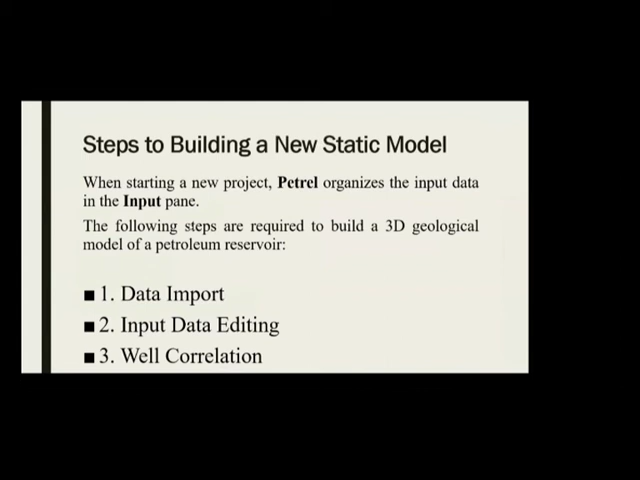 Steps to Building a New Static Model
When starting a new project, Petrel organizes the input data
in the Input pane.
The following steps are required to build a 3D geological
model of a petroleum reservoir:
■ 1. Data Import
■ 2. Input Data Editing
■ 3. Well Correlation